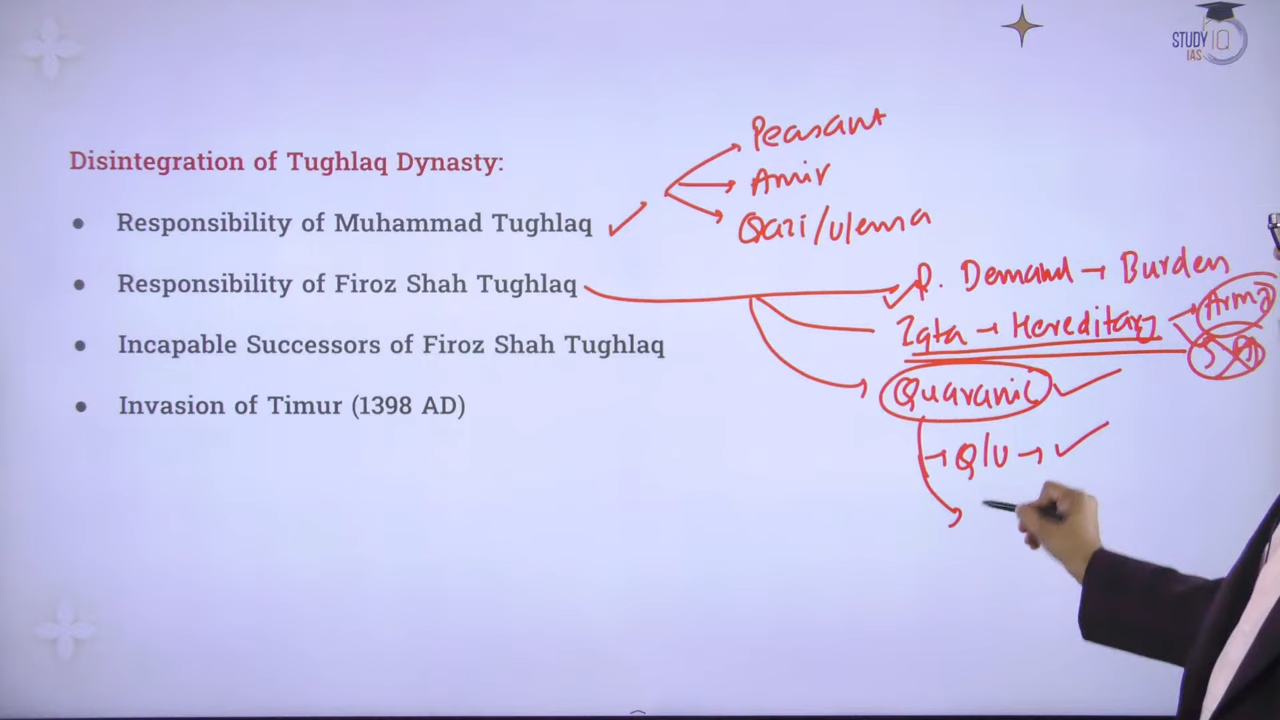 STUDY IQ
IAS
Disintegration of Tughlaq Dynasty:
● Responsibility of Muhammad Tughlaq
● Responsibility of Firoz Shah Tughlaq
● Incapable Successors of Firoz Shah Tughlaq
● Invasion of Timur (1398 AD)
Peasant
Amir
Qazi/ulema
R. Demand → Burden
Iqta → Hereditary → Army
Quaranic
→ Q/U →